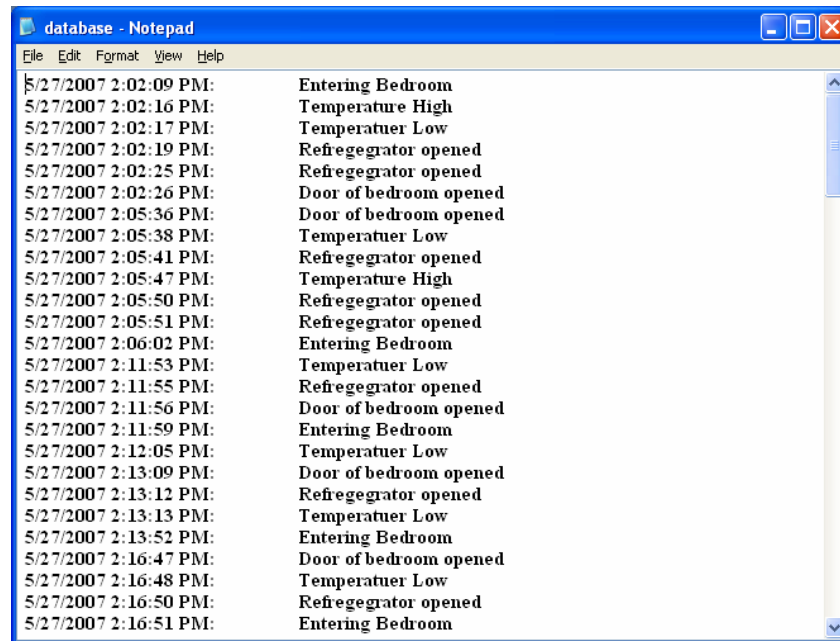 database - Notepad
File Edit Format View Help
5/27/2007 2:02:09 PM: Entering Bedroom
5/27/2007 2:02:16 PM: Temperature High
5/27/2007 2:02:17 PM: Temperatuer Low
5/27/2007 2:02:19 PM: Refregegrator opened
5/27/2007 2:02:25 PM: Refregegrator opened
5/27/2007 2:02:26 PM: Door of bedroom opened
5/27/2007 2:05:36 PM: Door of bedroom opened
5/27/2007 2:05:38 PM: Temperatuer Low
5/27/2007 2:05:41 PM: Refregegrator opened
5/27/2007 2:05:47 PM: Temperature High
5/27/2007 2:05:50 PM: Refregegrator opened
5/27/2007 2:05:51 PM: Refregegrator opened
5/27/2007 2:06:02 PM: Entering Bedroom
5/27/2007 2:11:53 PM: Temperatuer Low
5/27/2007 2:11:55 PM: Refregegrator opened
5/27/2007 2:11:56 PM: Door of bedroom opened
5/27/2007 2:11:59 PM: Entering Bedroom
5/27/2007 2:12:05 PM: Temperatuer Low
5/27/2007 2:13:09 PM: Door of bedroom opened
5/27/2007 2:13:12 PM: Refregegrator opened
5/27/2007 2:13:13 PM: Temperatuer Low
5/27/2007 2:13:52 PM: Entering Bedroom
5/27/2007 2:16:47 PM: Door of bedroom opened
5/27/2007 2:16:48 PM: Temperatuer Low
5/27/2007 2:16:50 PM: Refregegrator opened
5/27/2007 2:16:51 PM: Entering Bedroom